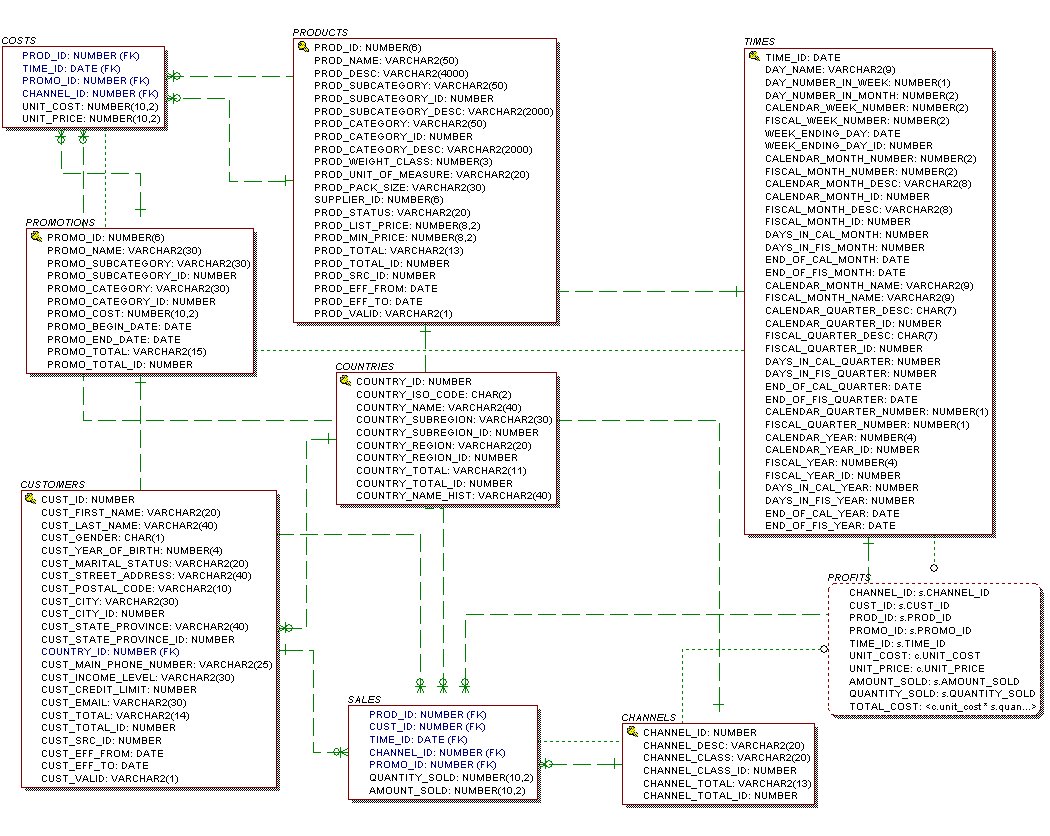 COSTS
PROD_ID: NUMBER (FK)
TIME_ID: DATE (FK)
PROMO_ID: NUMBER (FK)
CHANNEL_ID: NUMBER (FK)
UNIT_COST: NUMBER(10,2)
UNIT_PRICE: NUMBER(10,2)
PRODUCTS
PROD_ID: NUMBER(6)
PROD_NAME: VARCHAR2(50)
PROD_DESC: VARCHAR2(4000)
PROD_SUBCATEGORY: VARCHAR2(50)
PROD_SUBCATEGORY_ID: NUMBER
PROD_SUBCATEGORY_DESC: VARCHAR2(2000)
PROD_CATEGORY: VARCHAR2(50)
PROD_CATEGORY_ID: NUMBER
PROD_CATEGORY_DESC: VARCHAR2(2000)
PROD_WEIGHT_CLASS: NUMBER(3)
PROD_UNIT_OF_MEASURE: VARCHAR2(20)
PROD_PACK_SIZE: VARCHAR2(30)
SUPPLIER_ID: NUMBER(6)
PROD_STATUS: VARCHAR2(20)
PROD_LIST_PRICE: NUMBER(8,2)
PROD_MIN_PRICE: NUMBER(8,2)
PROD_TOTAL: VARCHAR2(13)
PROD_TOTAL_ID: NUMBER
PROD_SRC_ID: NUMBER
PROD_EFF_FROM: DATE
PROD_EFF_TO: DATE
PROD_VALID: VARCHAR2(1)
TIMES
TIME_ID: DATE
DAY_NAME: VARCHAR2(9)
DAY_NUMBER_IN_WEEK: NUMBER(1)
DAY_NUMBER_IN_MONTH: NUMBER(2)
CALENDAR_WEEK_NUMBER: NUMBER(2)
FISCAL_WEEK_NUMBER: NUMBER(2)
WEEK_ENDING_DAY: DATE
WEEK_ENDING_DAY_ID: NUMBER
CALENDAR_MONTH_NUMBER: NUMBER(2)
FISCAL_MONTH_NUMBER: NUMBER(2)
CALENDAR_MONTH_DESC: VARCHAR2(8)
CALENDAR_MONTH_ID: NUMBER
FISCAL_MONTH_DESC: VARCHAR2(8)
FISCAL_MONTH_ID: NUMBER
DAYS_IN_CAL_MONTH: NUMBER
DAYS_IN_FIS_MONTH: NUMBER
END_OF_CAL_MONTH: DATE
END_OF_FIS_MONTH: DATE
CALENDAR_MONTH_NAME: VARCHAR2(9)
FISCAL_MONTH_NAME: VARCHAR2(9)
CALENDAR_QUARTER_DESC: CHAR(7)
CALENDAR_QUARTER_ID: NUMBER
FISCAL_QUARTER_DESC: CHAR(7)
FISCAL_QUARTER_ID: NUMBER
DAYS_IN_CAL_QUARTER: NUMBER
DAYS_IN_FIS_QUARTER: NUMBER
END_OF_CAL_QUARTER: DATE
END_OF_FIS_QUARTER: DATE
CALENDAR_QUARTER_NUMBER: NUMBER(1)
FISCAL_QUARTER_NUMBER: NUMBER(1)
CALENDAR_YEAR: NUMBER(4)
CALENDAR_YEAR_ID: NUMBER
FISCAL_YEAR: NUMBER(4)
FISCAL_YEAR_ID: NUMBER
DAYS_IN_CAL_YEAR: NUMBER
DAYS_IN_FIS_YEAR: NUMBER
END_OF_CAL_YEAR: DATE
END_OF_FIS_YEAR: DATE
PROMOTIONS
PROMO_ID: NUMBER(6)
PROMO_NAME: VARCHAR2(30)
PROMO_SUBCATEGORY: VARCHAR2(30)
PROMO_SUBCATEGORY_ID: NUMBER
PROMO_CATEGORY: VARCHAR2(30)
PROMO_CATEGORY_ID: NUMBER
PROMO_COST: NUMBER(10,2)
PROMO_BEGIN_DATE: DATE
PROMO_END_DATE: DATE
PROMO_TOTAL: VARCHAR2(15)
PROMO_TOTAL_ID: NUMBER
COUNTRIES
COUNTRY_ID: NUMBER
COUNTRY_ISO_CODE: CHAR(2)
COUNTRY_NAME: VARCHAR2(40)
COUNTRY_SUBREGION: VARCHAR2(30)
COUNTRY_SUBREGION_ID: NUMBER
COUNTRY_REGION: VARCHAR2(20)
COUNTRY_REGION_ID: NUMBER
COUNTRY_TOTAL: VARCHAR2(11)
COUNTRY_TOTAL_ID: NUMBER
COUNTRY_NAME_HIST: VARCHAR2(40)
CUSTOMERS
CUST_ID: NUMBER
CUST_FIRST_NAME: VARCHAR2(20)
CUST_LAST_NAME: VARCHAR2(40)
CUST_GENDER: CHAR(1)
CUST_YEAR_OF_BIRTH: NUMBER(4)
CUST_MARITAL_STATUS: VARCHAR2(20)
CUST_STREET_ADDRESS: VARCHAR2(40)
CUST_POSTAL_CODE: VARCHAR2(10)
CUST_CITY: VARCHAR2(30)
CUST_CITY_ID: NUMBER
CUST_STATE_PROVINCE: VARCHAR2(40)
CUST_STATE_PROVINCE_ID: NUMBER
COUNTRY_ID: NUMBER (FK)
CUST_MAIN_PHONE_NUMBER: VARCHAR2(25)
CUST_INCOME_LEVEL: VARCHAR2(30)
CUST_CREDIT_LIMIT: NUMBER
CUST_EMAIL: VARCHAR2(30)
CUST_TOTAL: VARCHAR2(14)
CUST_TOTAL_ID: NUMBER
CUST_SRC_ID: NUMBER
CUST_EFF_FROM: DATE
CUST_EFF_TO: DATE
CUST_VALID: VARCHAR2(1)
PROFITS
CHANNEL_ID: s.CHANNEL_ID
CUST_ID: s.CUST_ID
PROD_ID: s.PROD_ID
PROMO_ID: s.PROMO_ID
TIME_ID: s.TIME_ID
UNIT_COST: c.UNIT_COST
UNIT_PRICE: c.UNIT_PRICE
AMOUNT_SOLD: s.AMOUNT_SOLD
QUANTITY_SOLD: s.QUANTITY_SOLD
TOTAL_COST: <c.unit_cost* s.quan...>
SALES
PROD_ID: NUMBER (FK)
CUST_ID: NUMBER (FK)
TIME_ID: DATE (FK)
CHANNEL_ID: NUMBER (FK)
PROMO_ID: NUMBER (FK)
QUANTITY_SOLD: NUMBER(10,2)
AMOUNT_SOLD: NUMBER(10,2)
CHANNELS
CHANNEL_ID: NUMBER
CHANNEL_DESC: VARCHAR2(20)
CHANNEL_CLASS: VARCHAR2(20)
CHANNEL_CLASS_ID: NUMBER
CHANNEL_TOTAL: VARCHAR2(13)
CHANNEL_TOTAL_ID: NUMBER